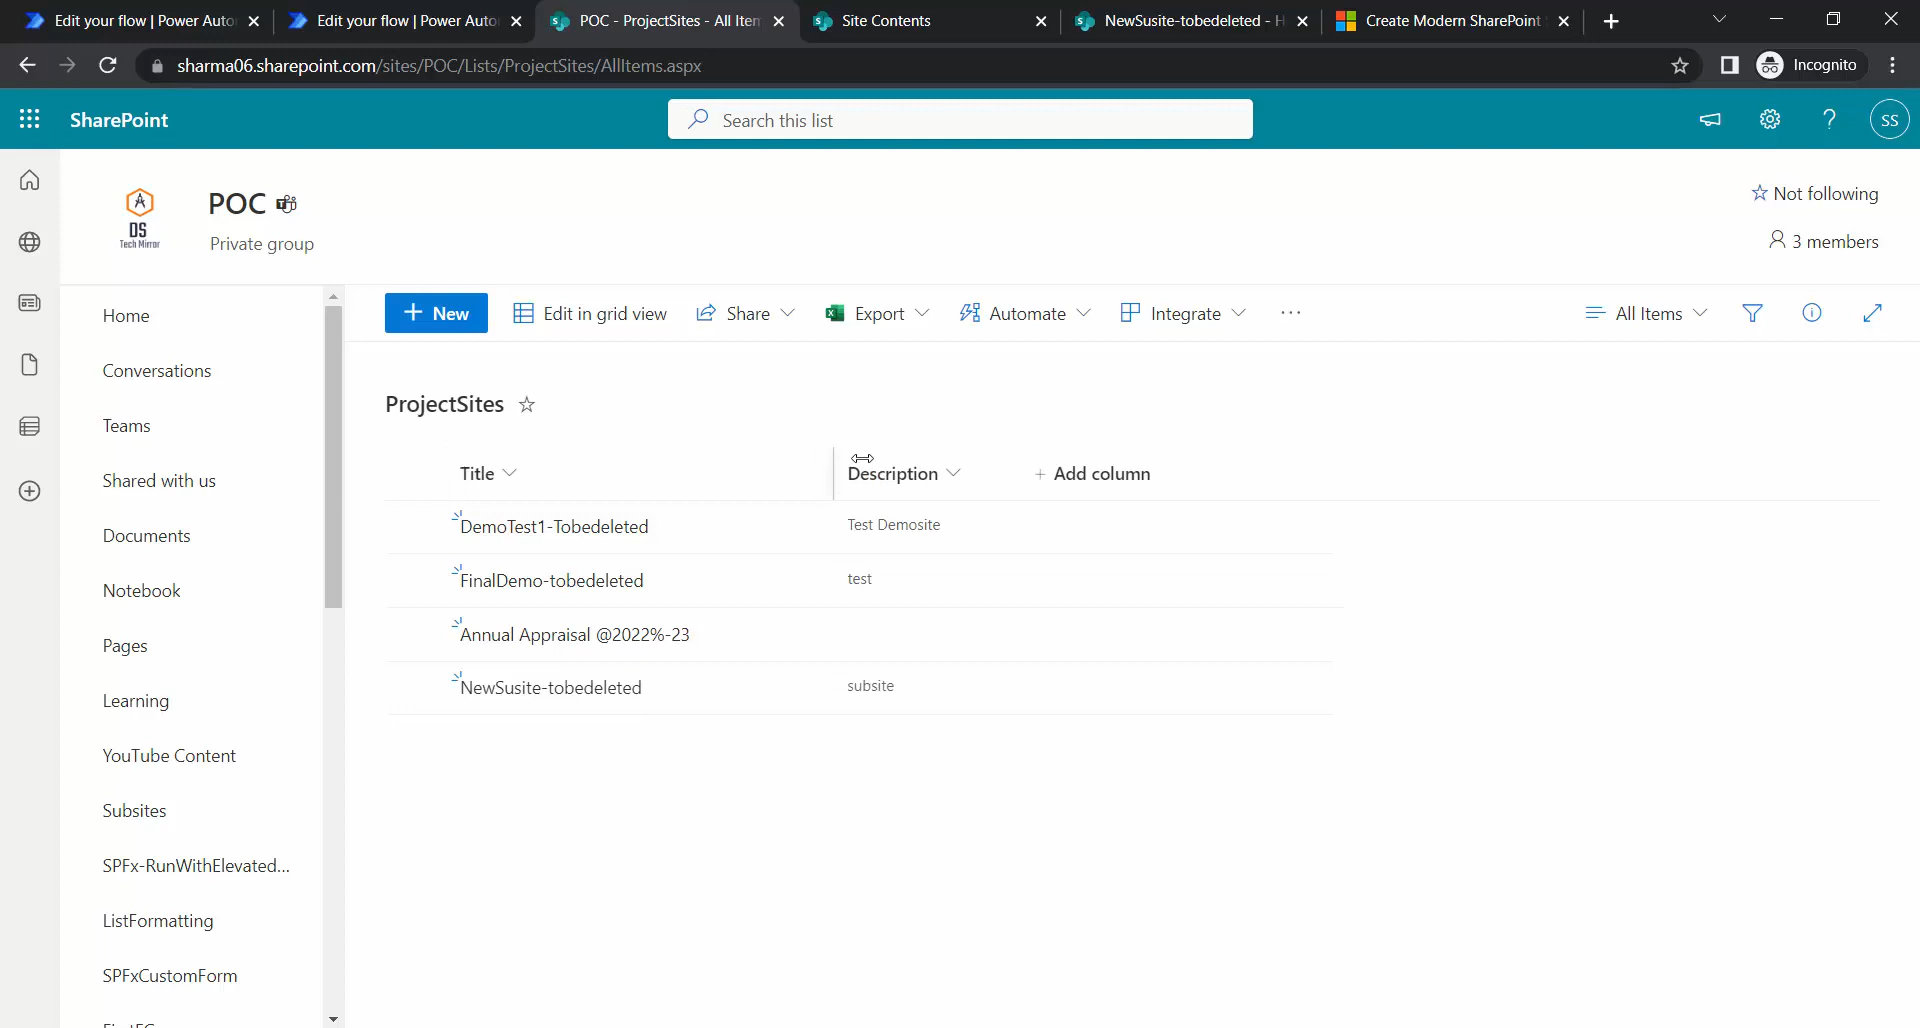 Edit your flow | Power Auto
Edit your flow | Power Auto
POC - ProjectSites - All Item
Site Contents
NewSusite-tobedeleted - H
Create Modern SharePoint
sharma06.sharepoint.com/sites/POC/Lists/ProjectSites/AllItems.aspx
Incognito
SharePoint
Search this list
SS
DS
Tech Mirror
POC
Private group
Not following
3 members
New
Edit in grid view
Share
Export
Automate
Integrate
All Items
Home
Conversations
Teams
Shared with us
Documents
Notebook
Pages
Learning
YouTube Content
Subsites
SPFx-RunWithElevated...
ListFormatting
SPFxCustomForm
ProjectSites
Title
Description
+ Add column
DemoTest1-Tobedeleted
Test Demosite
FinalDemo-tobedeleted
test
Annual Appraisal @2022%-23
NewSusite-tobedeleted
subsite